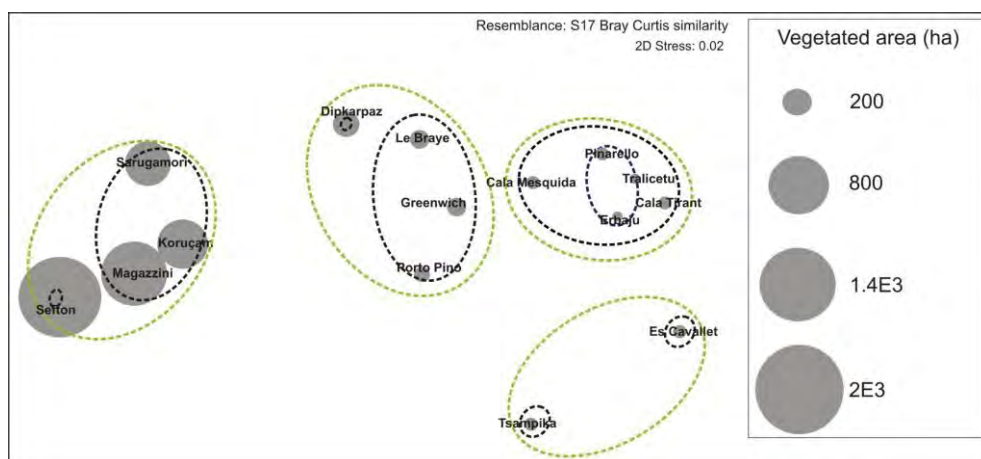 Resemblance: S17 Bray Curtis similarity
2D Stress: 0.02
Vegetated area (ha)
200
800
1.4E3
2E3
Dipkarpaz
Le Braye
Pinarello
Sarugamori
Cala Mesquida
Tralicetu
Greenwich
Cala Tirant
Erbaju
Koruçam
Porto Pino
Magazzini
Sefton
Es Cavallet
Tsampika